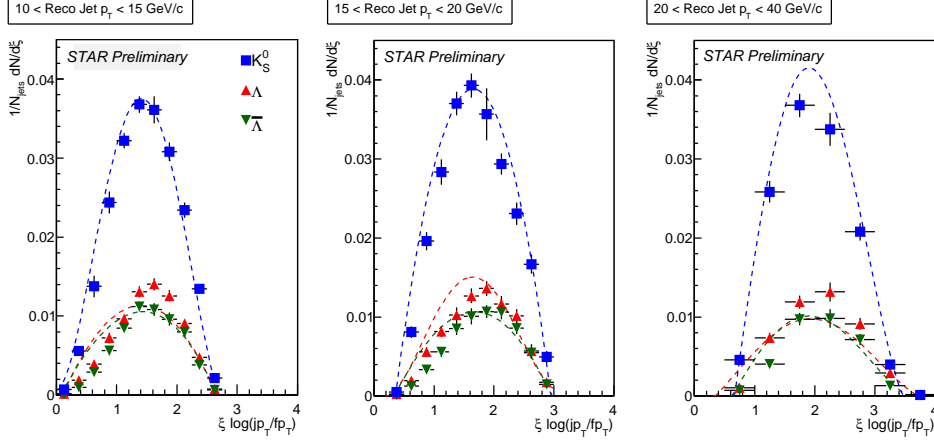 10 < Reco Jet p_T < 15 GeV/c
1/N_jets dN/dξ
STAR Preliminary
K⁰_S
Λ
Λ̅
0.04
0.03
0.02
0.01
0
0 1 2 3 4
ξ log(jp_T/fp_T)
15 < Reco Jet p_T < 20 GeV/c
1/N_jets dN/dξ
STAR Preliminary
0.04
0.03
0.02
0.01
0
0 1 2 3 4
ξ log(jp_T/fp_T)
20 < Reco Jet p_T < 40 GeV/c
1/N_jets dN/dξ
STAR Preliminary
0.04
0.03
0.02
0.01
0
0 1 2 3 4
ξ log(jp_T/fp_T)